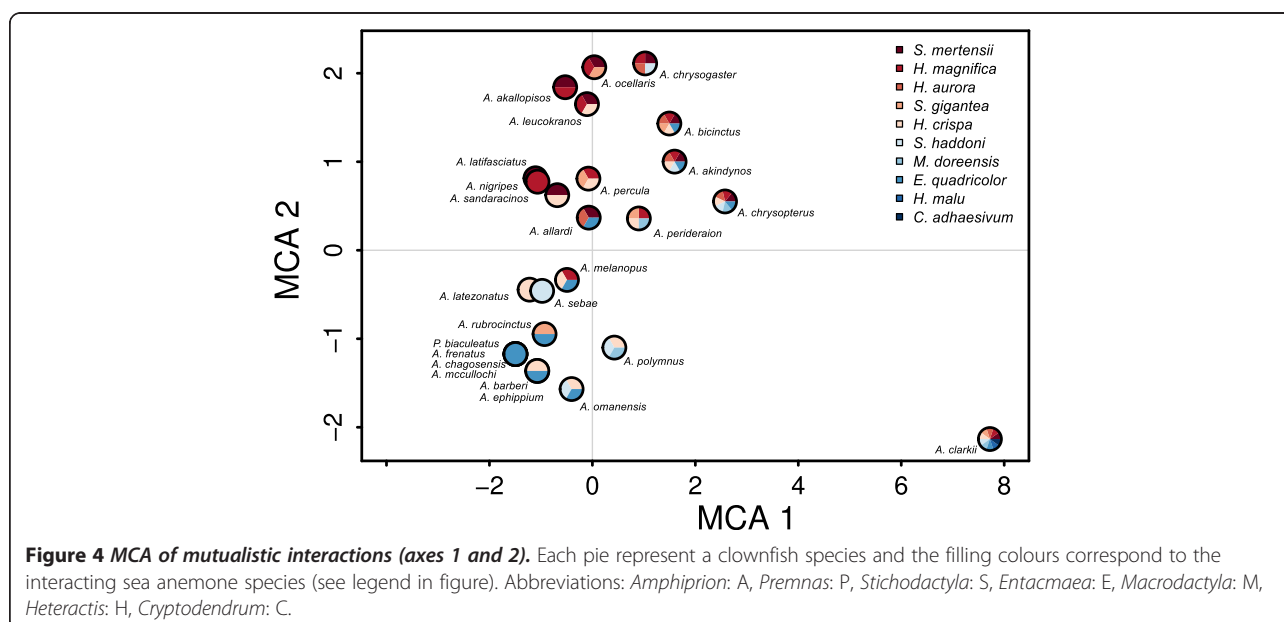 S. mertensii
H. magnifica
H. aurora
S. gigantea
H. crispa
S. haddoni
M. doreensis
E. quadricolor
H. malu
C. adhaesivum
A. ocellaris
A. chrysogaster
A. akallopisos
A. leucokranos
A. bicinctus
A. latifasciatus
A. akindynos
A. nigripes
A. percula
A. sandaracinos
A. chrysopterus
A. allardi
A. perideraion
A. melanopus
A. latezonatus
A. sebae
A. rubrocinctus
P. biaculeatus
A. frenatus
A. polymnus
A. chagosensis
A. mccullochi
A. barberi
A. ephippium
A. omanensis
A. clarkii
2
1
0
−1
−2
MCA 2
−2 0 2 4 6 8
MCA 1
Figure 4 MCA of mutualistic interactions (axes 1 and 2). Each pie represent a clownfish species and the filling colours correspond to the
interacting sea anemone species (see legend in figure). Abbreviations: Amphiprion: A, Premnas: P, Stichodactyla: S, Entacmaea: E, Macrodactyla: M,
Heteractis: H, Cryptodendrum: C.